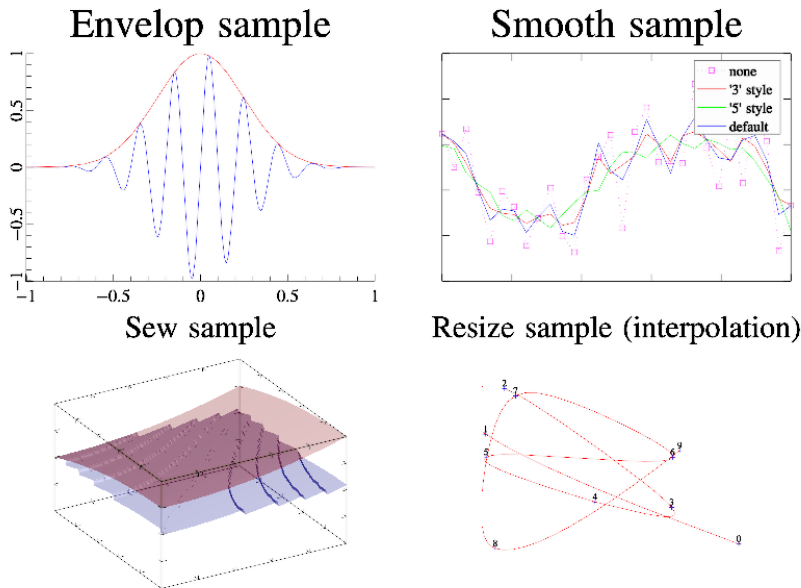 Envelop sample
Smooth sample
1
0.5
0
−0.5
−1
−1
−0.5
0
0.5
1
none
'3' style
'5' style
default
Sew sample
Resize sample (interpolation)
2
7
1
5
6
9
4
3
8
0